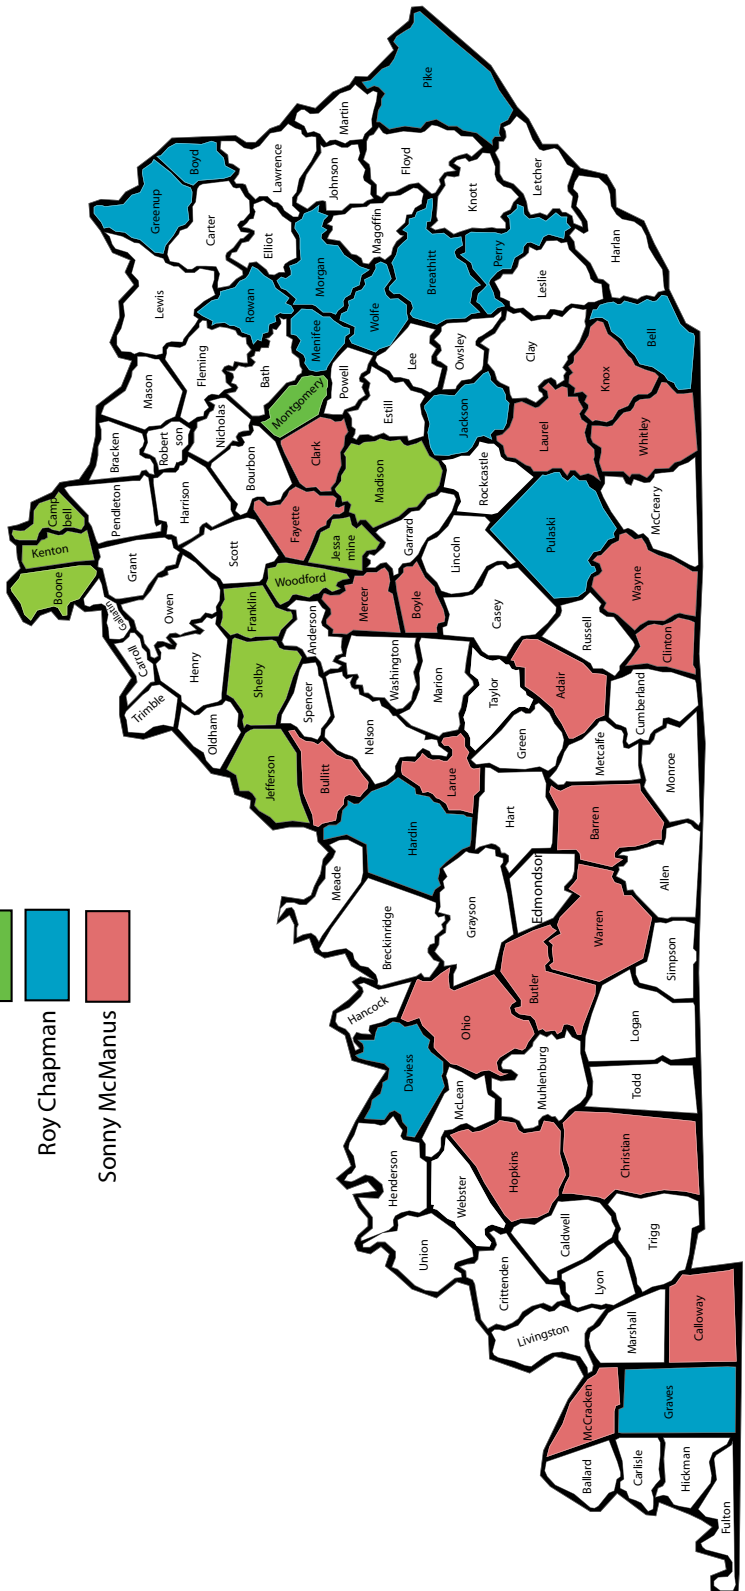 Roy Chapman
Sonny McManus
Kenton
Boone
Camp
bell
Pendleton
Bracken
Mason
Lewis
Greenup
Boyd
Gallatin
Grant
Carroll
Trimble
Owen
Henry
Harrison
Robert
son
Fleming
Nicholas
Carter
Oldham
Scott
Bourbon
Rowan
Bath
Elliot
Lawrence
Shelby
Franklin
Jefferson
Woodford
Fayette
Clark
Montgomery
Menifee
Morgan
Johnson
Martin
Spencer
Anderson
Bullitt
Jessa
mine
Mercer
Madison
Powell
Wolfe
Magoffin
Floyd
Pike
Meade
Nelson
Washington
Boyle
Garrard
Estill
Lee
Breathitt
Knott
Breckinridge
Hancock
Hardin
Larue
Marion
Lincoln
Rockcastle
Jackson
Owsley
Perry
Letcher
Daviess
Ohio
Grayson
Hart
Taylor
Green
Casey
Pulaski
Laurel
Clay
Leslie
Harlan
Henderson
Union
Webster
McLean
Muhlenburg
Butler
Edmondson
Warren
Barren
Metcalfe
Adair
Russell
Wayne
Knox
Bell
Hopkins
Crittenden
Livingston
Caldwell
Lyon
Christian
Todd
Logan
Simpson
Allen
Monroe
Cumberland
Clinton
McCreary
Whitley
Trigg
Marshall
Calloway
McCracken
Graves
Ballard
Carlisle
Hickman
Fulton